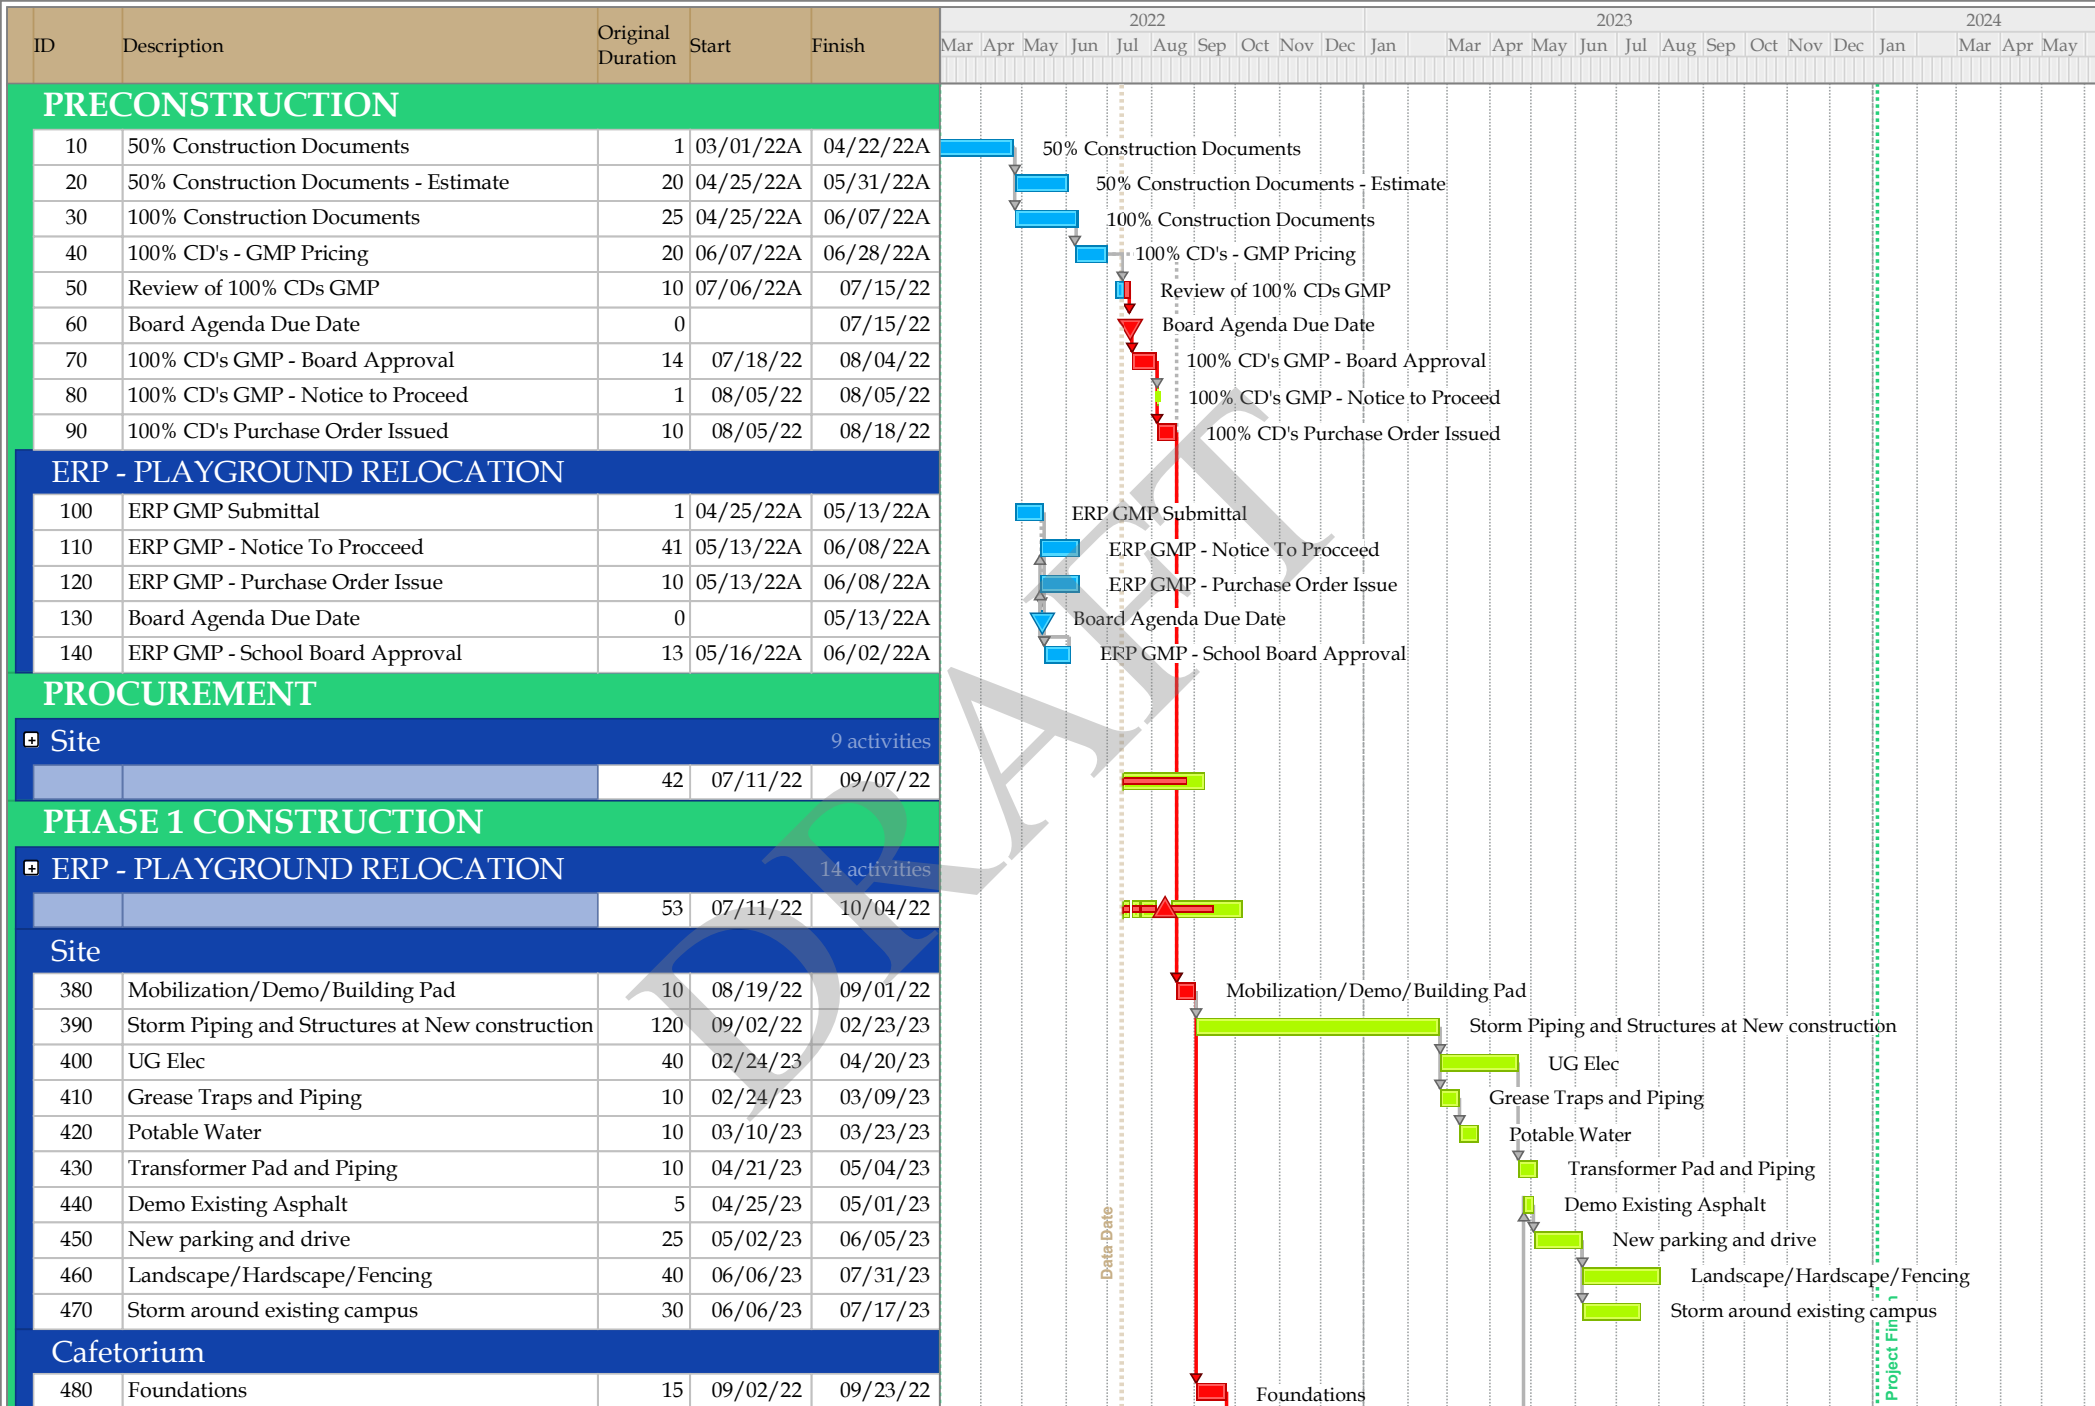 2022 2023 2024
ID Description Original Duration Start Finish
Mar Apr May Jun Jul Aug Sep Oct Nov Dec Jan Mar Apr May Jun Jul Aug Sep Oct Nov Dec Jan Mar Apr May
PRECONSTRUCTION
10 50% Construction Documents 1 03/01/22A 04/22/22A 50% Construction Documents
20 50% Construction Documents - Estimate 20 04/25/22A 05/31/22A 50% Construction Documents - Estimate
30 100% Construction Documents 25 04/25/22A 06/07/22A 100% Construction Documents
40 100% CD's - GMP Pricing 20 06/07/22A 06/28/22A 100% CD's - GMP Pricing
50 Review of 100% CDs GMP 10 07/06/22A 07/15/22 Review of 100% CDs GMP
60 Board Agenda Due Date 0 07/15/22 Board Agenda Due Date
70 100% CD's GMP - Board Approval 14 07/18/22 08/04/22 100% CD's GMP - Board Approval
80 100% CD's GMP - Notice to Proceed 1 08/05/22 08/05/22 100% CD's GMP - Notice to Proceed
90 100% CD's Purchase Order Issued 10 08/05/22 08/18/22 100% CD's Purchase Order Issued
ERP - PLAYGROUND RELOCATION
100 ERP GMP Submittal 1 04/25/22A 05/13/22A ERP GMP Submittal
110 ERP GMP - Notice To Procceed 41 05/13/22A 06/08/22A ERP GMP - Notice To Procceed
120 ERP GMP - Purchase Order Issue 10 05/13/22A 06/08/22A ERP GMP - Purchase Order Issue
130 Board Agenda Due Date 0 05/13/22A Board Agenda Due Date
140 ERP GMP - School Board Approval 13 05/16/22A 06/02/22A ERP GMP - School Board Approval
PROCUREMENT
Site 9 activities
42 07/11/22 09/07/22
PHASE 1 CONSTRUCTION
ERP - PLAYGROUND RELOCATION 14 activities
53 07/11/22 10/04/22
Site
380 Mobilization/Demo/Building Pad 10 08/19/22 09/01/22 Mobilization/Demo/Building Pad
390 Storm Piping and Structures at New construction 120 09/02/22 02/23/23 Storm Piping and Structures at New construction
400 UG Elec 40 02/24/23 04/20/23 UG Elec
410 Grease Traps and Piping 10 02/24/23 03/09/23 Grease Traps and Piping
420 Potable Water 10 03/10/23 03/23/23 Potable Water
430 Transformer Pad and Piping 10 04/21/23 05/04/23 Transformer Pad and Piping
440 Demo Existing Asphalt 5 04/25/23 05/01/23 Demo Existing Asphalt
450 New parking and drive 25 05/02/23 06/05/23 New parking and drive
460 Landscape/Hardscape/Fencing 40 06/06/23 07/31/23 Landscape/Hardscape/Fencing
470 Storm around existing campus 30 06/06/23 07/17/23 Storm around existing campus
Cafetorium
480 Foundations 15 09/02/22 09/23/22 Foundations
Data Date
Project
DRAFT